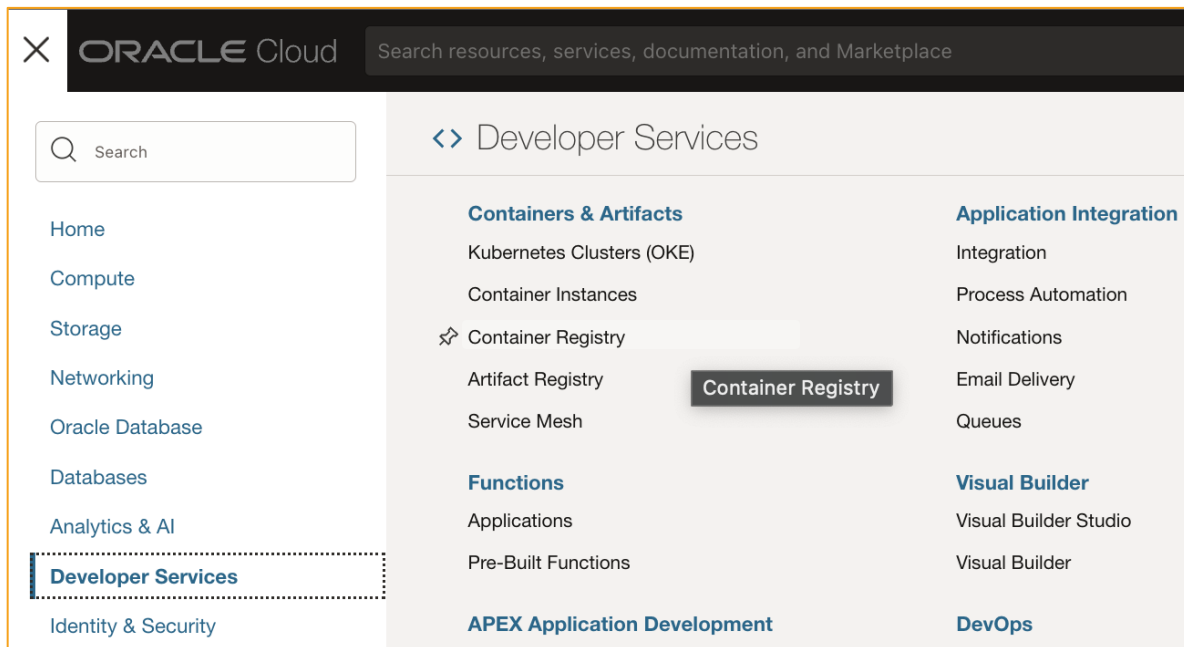 ORACLE Cloud
Search resources, services, documentation, and Marketplace
Search
Home
Compute
Storage
Networking
Oracle Database
Databases
Analytics & AI
Developer Services
Identity & Security
Developer Services
Containers & Artifacts
Kubernetes Clusters (OKE)
Container Instances
Container Registry
Artifact Registry
Container Registry
Service Mesh
Functions
Applications
Pre-Built Functions
APEX Application Development
Application Integration
Integration
Process Automation
Notifications
Email Delivery
Queues
Visual Builder
Visual Builder Studio
Visual Builder
DevOps